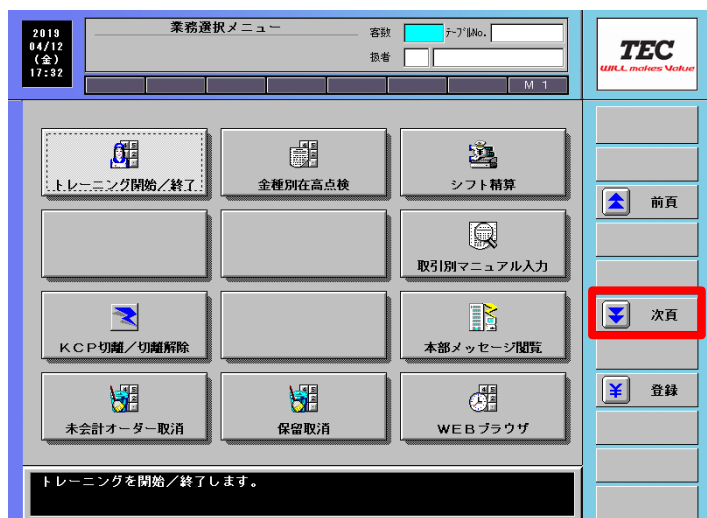 2019
04/12
(金)
17:32
業務選択メニュー
客数
ﾃｰﾌﾞﾙNo.
扱者
M 1
TEC
WILL makes Value
トレーニング開始／終了
金種別在高点検
シフト精算
前頁
取引別マニュアル入力
次頁
KCP切離／切離解除
本部メッセージ閲覧
￥ 登録
未会計オーダー取消
保留取消
WEBブラウザ
トレーニングを開始／終了します。